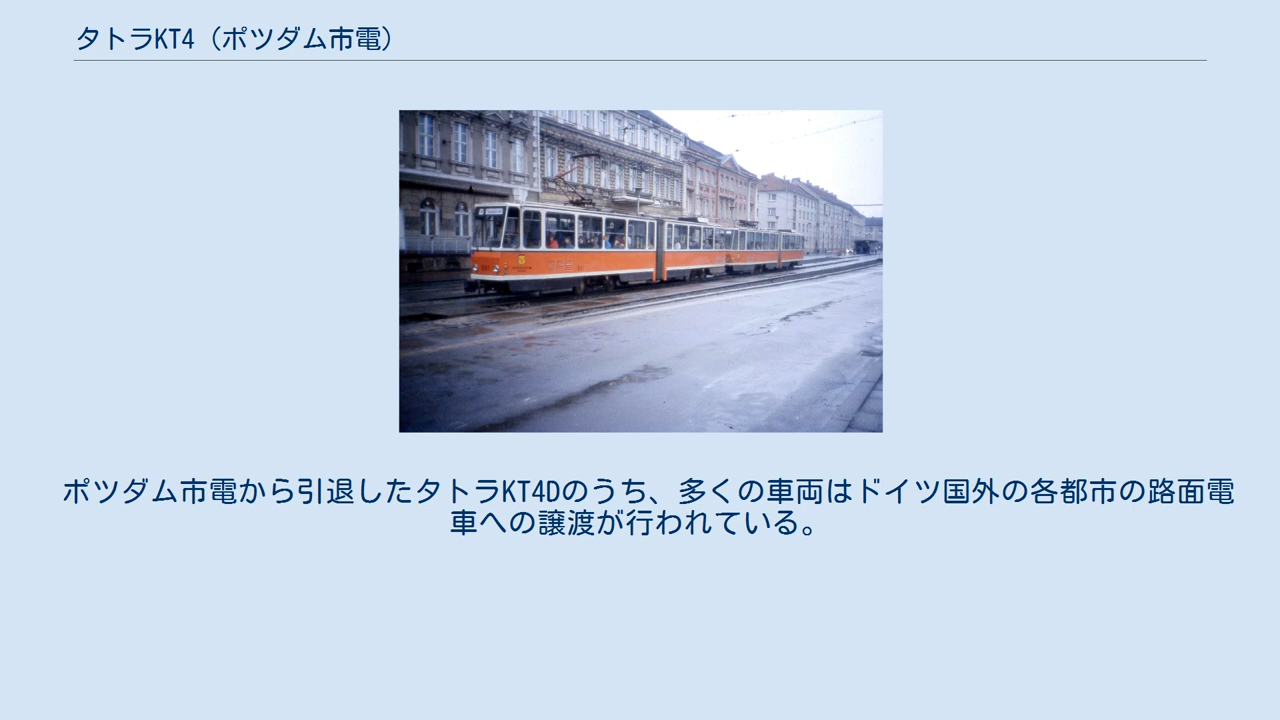 タトラKT4（ポツダム市電）
ポツダム市電から引退したタトラKT4Dのうち、多くの車両はドイツ国外の各都市の路面電
車への譲渡が行われている。